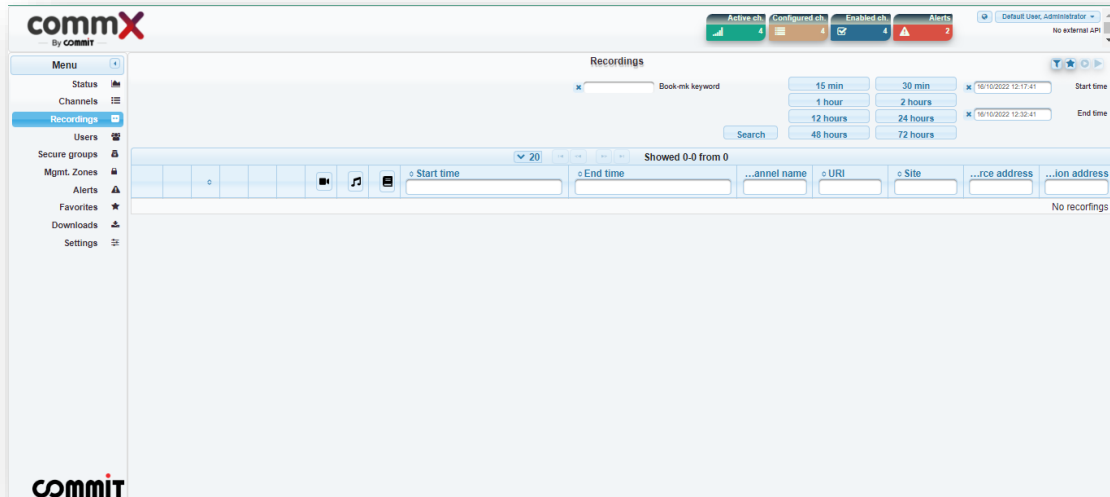 commX
By COMMIT
Active ch. 4
Configured ch. 4
Enabled ch. 4
Alerts 2
Default User, Administrator
No external API
Menu
Status
Channels
Recordings
Users
Secure groups
Mgmt. Zones
Alerts
Favorites
Downloads
Settings
Recordings
Book-mk keyword
15 min
30 min
16/10/2022 12:17:41
Start time
1 hour
2 hours
12 hours
24 hours
16/10/2022 12:32:41
End time
Search
48 hours
72 hours
20
Showed 0-0 from 0
Start time
End time
...annel name
URI
Site
...rce address
...ion address
No recorfings
commit